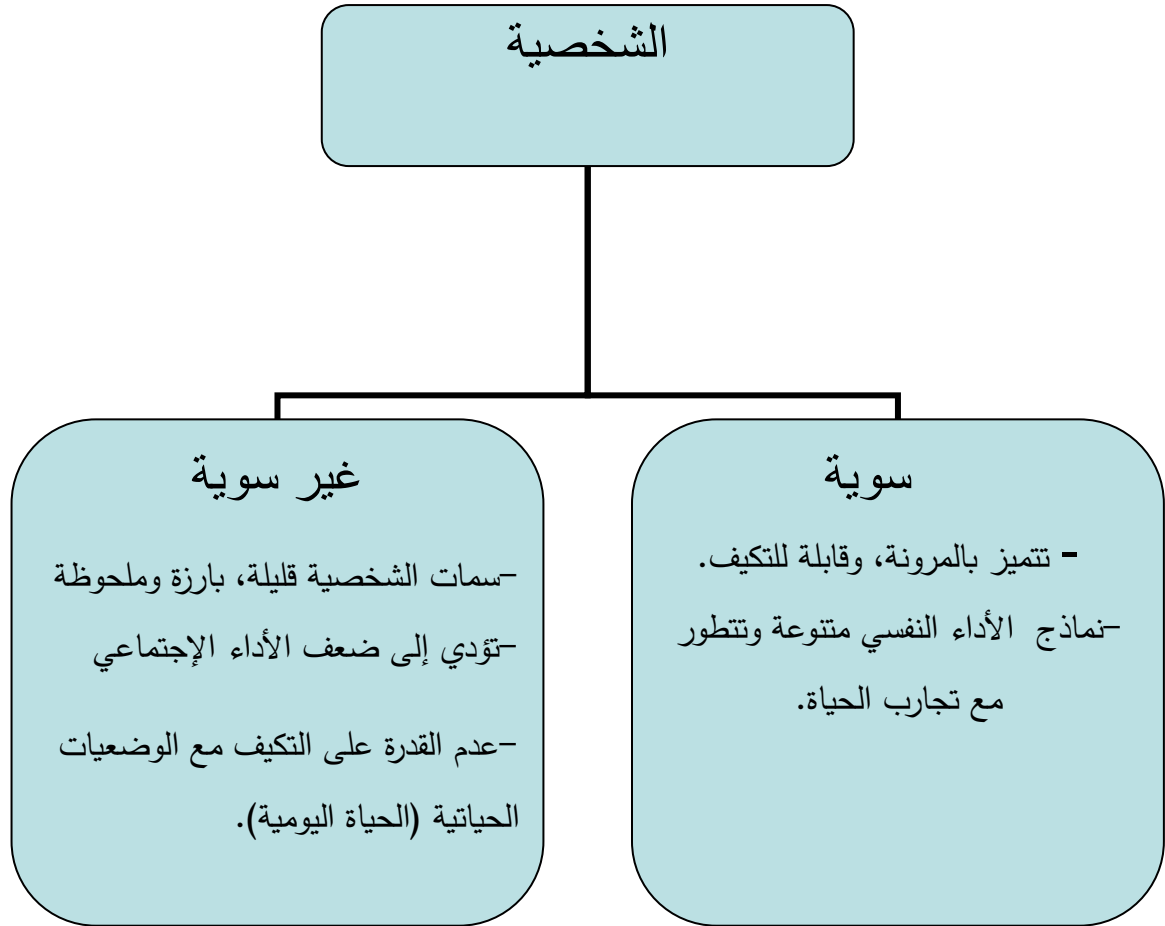 الشخصية
سوية
- تتميز بالمرونة، وقابلة للتكيف.
-نماذج الأداء النفسي متنوعة وتتطور
مع تجارب الحياة.
غير سوية
-سمات الشخصية قليلة، بارزة وملحوظة
-تؤدي إلى ضعف الأداء الإجتماعي
-عدم القدرة على التكيف مع الوضعيات
الحياتية (الحياة اليومية).